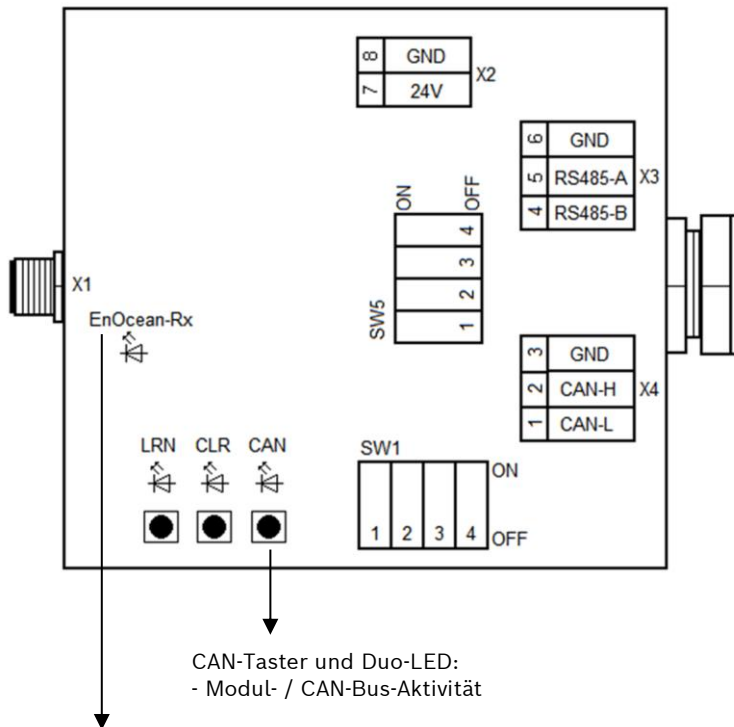 8 GND
7 24V
X2
6 GND
5 RS485-A
4 RS485-B
X3
ON OFF
4
3
2
1
SW5
X1
EnOcean-Rx
3 GND
2 CAN-H
1 CAN-L
X4
LRN CLR CAN
SW1
ON
1 2 3 4 OFF
CAN-Taster und Duo-LED:
- Modul- / CAN-Bus-Aktivität